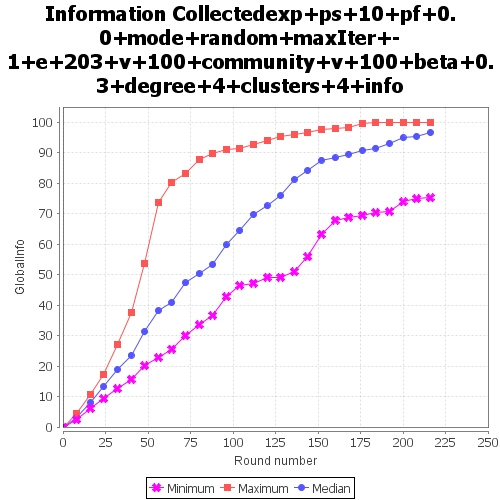 Information Collectedexp+ps+10+pf+0.
0+mode+random+maxIter+-
1+e+203+v+100+community+v+100+beta+0.
3+degree+4+clusters+4+info
100
90
80
70
60
50
40
30
20
10
0
GlobalInfo
0 25 50 75 100 125 150 175 200 225 250
Round number
Minimum Maximum Median